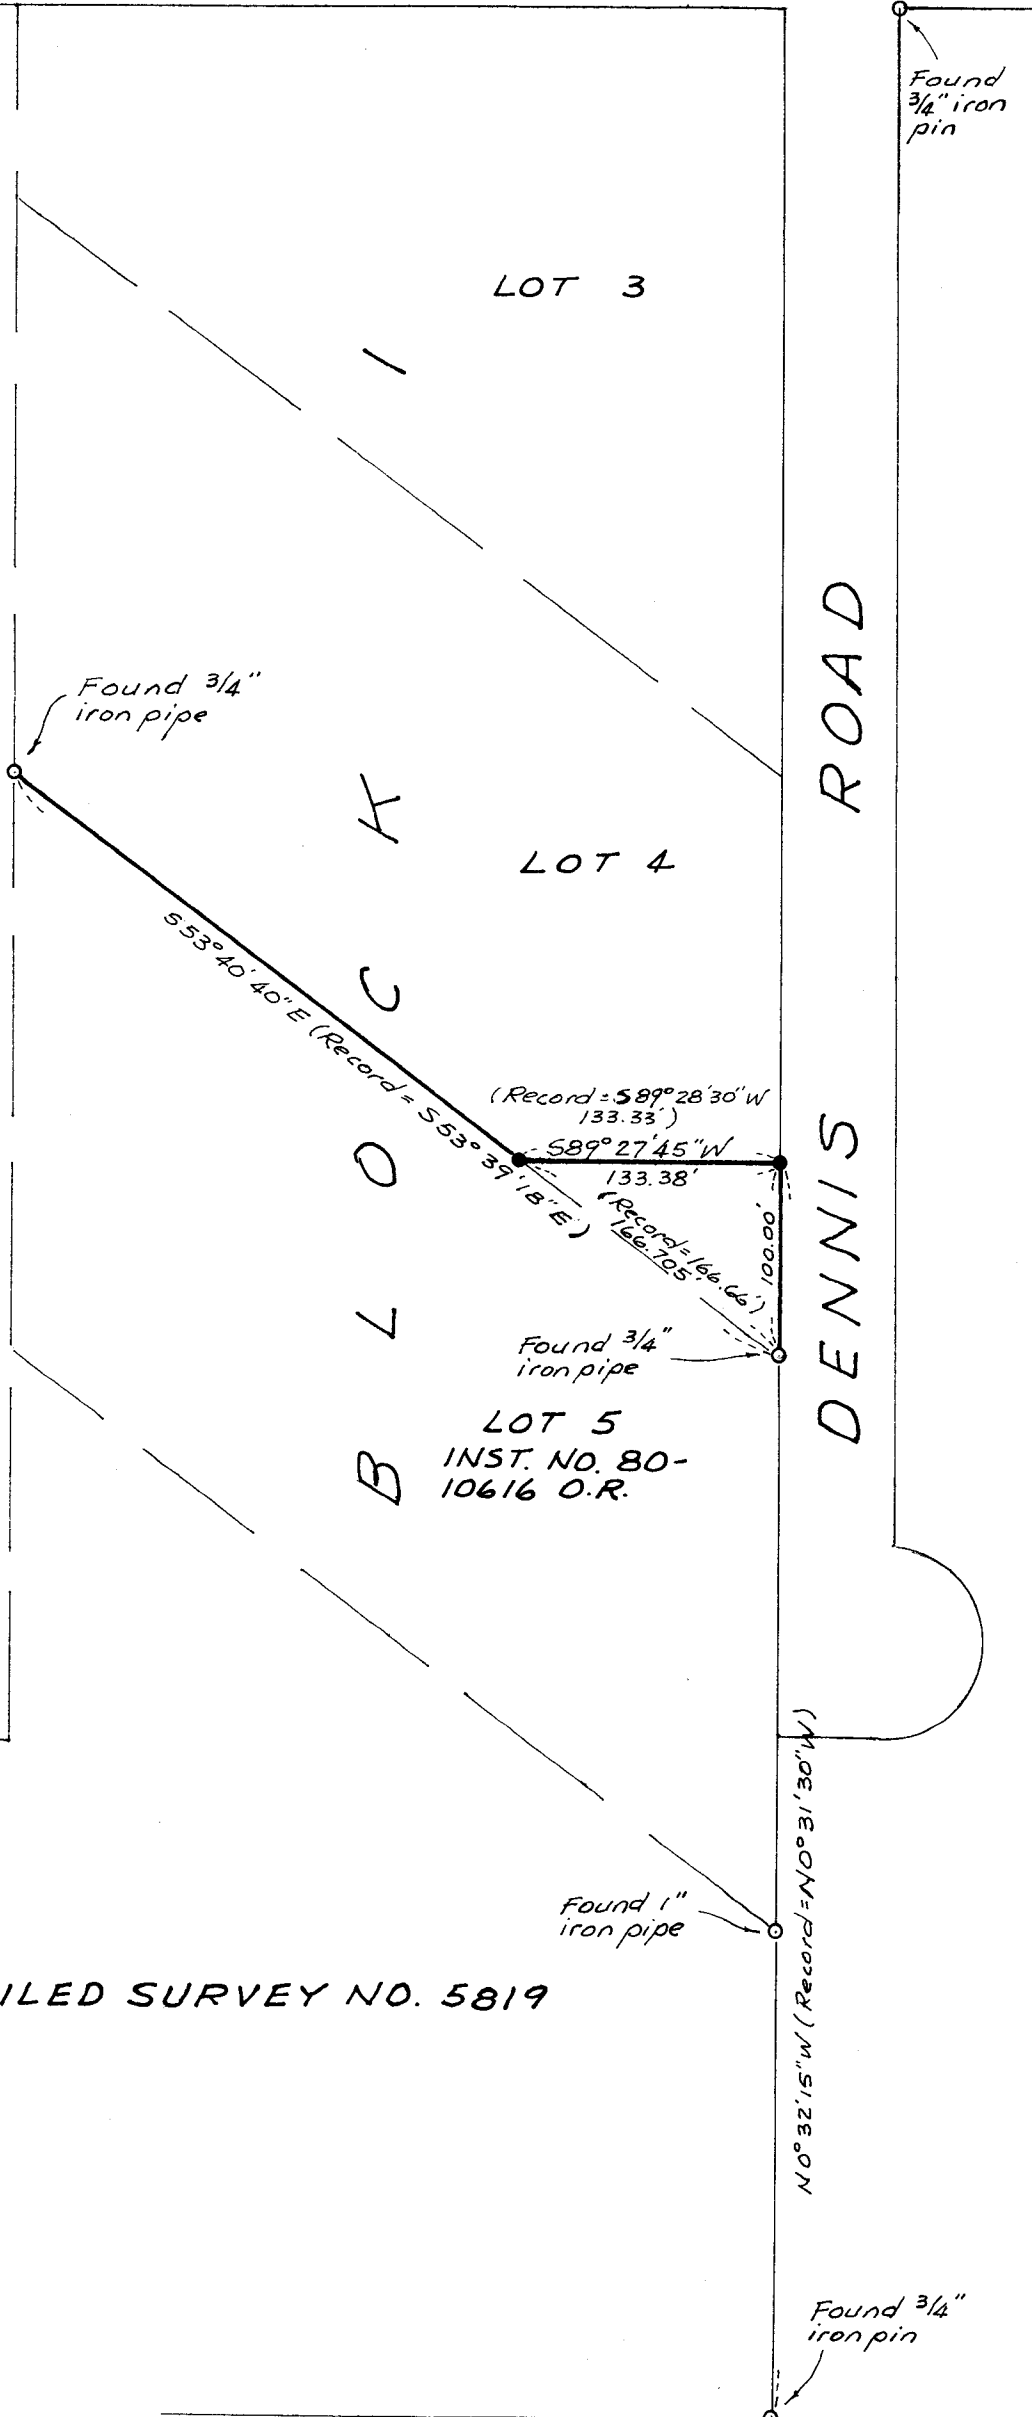 Found
3/4" iron
pin
LOT 3
Found 3/4"
iron pipe
LOT 4
BLOCK 1
DENNIS ROAD
S53°40'40"E (Record = S53°39'18"E)
(Record = S89°28'30"W
133.33')
S89°27'45"W
133.38'
(Record=166.66')
166.705'
100.00'
Found 3/4"
iron pipe
LOT 5
INST. NO. 80-
10616 O.R.
N0°32'15"W (Record = N0°31'30"W)
Found 1"
iron pipe
ILED SURVEY NO. 5819
Found 3/4"
iron pin